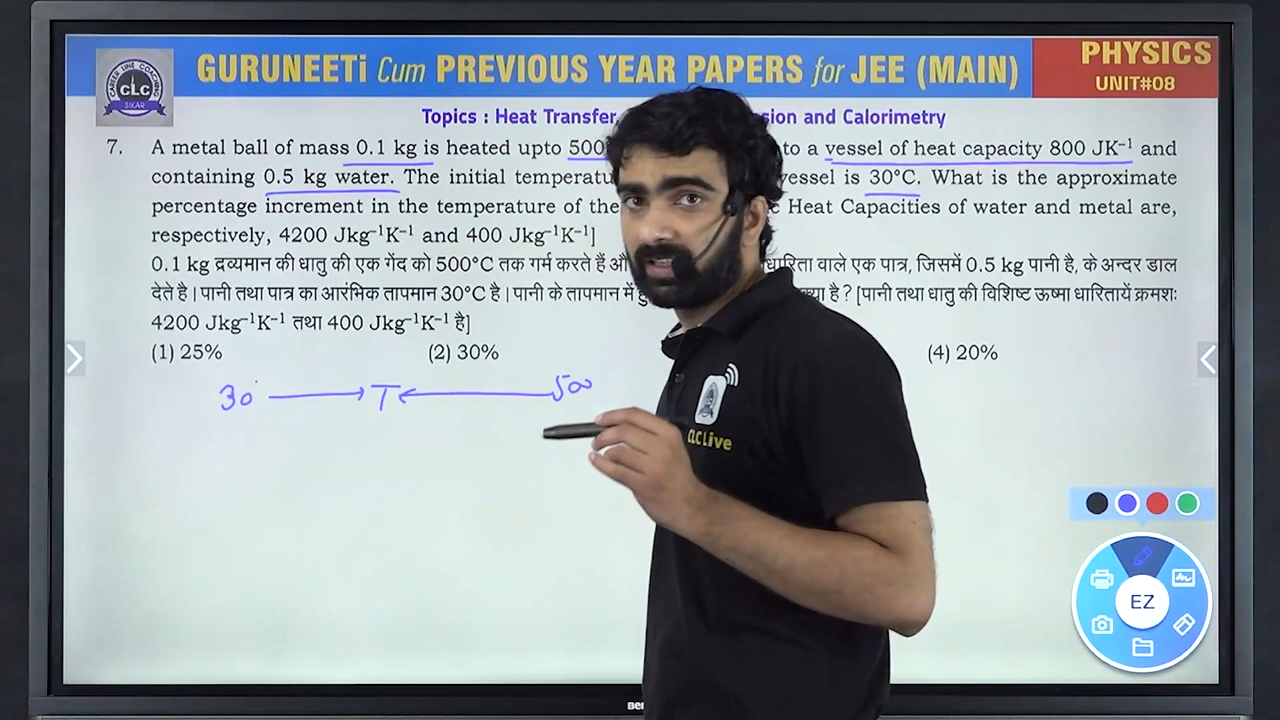 GURUNEETi Cum PREVIOUS YEAR PAPERS for JEE (MAIN)
PHYSICS
UNIT#08
CAREER LINE COACHING
CLC
SIKAR
Topics : Heat Transfer, sion and Calorimetry
7. A metal ball of mass 0.1 kg is heated upto 500 to a vessel of heat capacity 800 JK⁻¹ and
containing 0.5 kg water. The initial temperatu vessel is 30°C. What is the approximate
percentage increment in the temperature of the Heat Capacities of water and metal are,
respectively, 4200 Jkg⁻¹K⁻¹ and 400 Jkg⁻¹K⁻¹]
0.1 kg द्रव्यमान की धातु की एक गेंद को 500°C तक गर्म करते हैं औ धारिता वाले एक पात्र, जिसमें 0.5 kg पानी है, के अन्दर डाल
देते है। पानी तथा पात्र का आरंभिक तापमान 30°C है। पानी के तापमान में क्या है? [पानी तथा धातु की विशिष्ट ऊष्मा धारितायें क्रमशः
4200 Jkg⁻¹K⁻¹ तथा 400 Jkg⁻¹K⁻¹ है]
(1) 25% (2) 30% (4) 20%
30° T 500
CLC Live
EZ